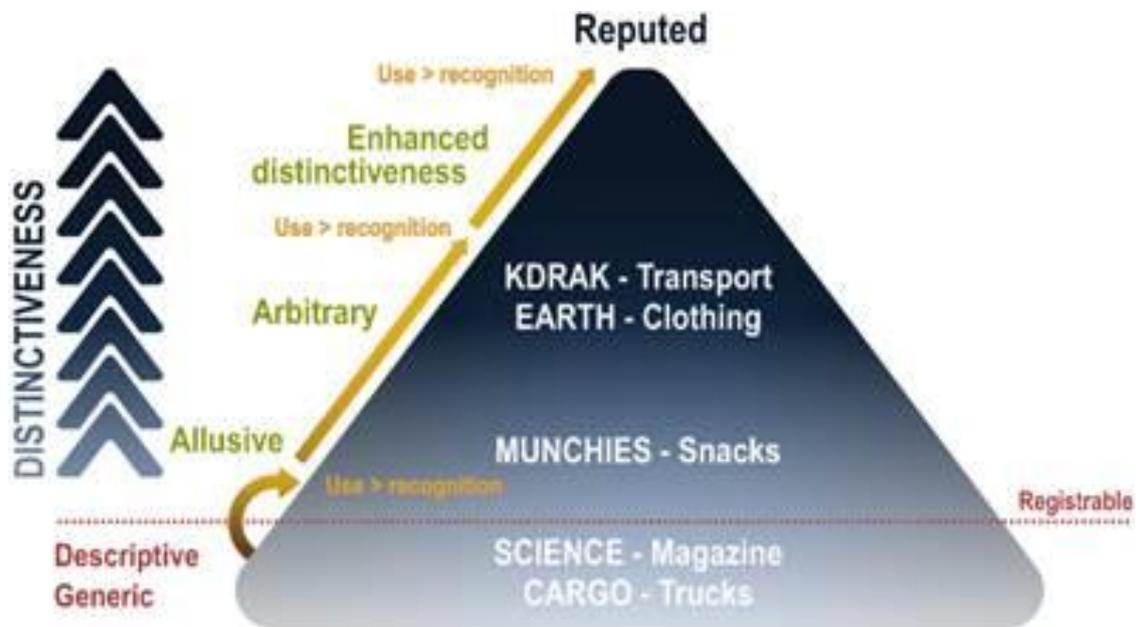 Reputed
Use > recognition
Enhanced
distinctiveness
Use > recognition
DISTINCTIVENESS
KDRAK - Transport
EARTH - Clothing
Arbitrary
Allusive
MUNCHIES - Snacks
Use > recognition
Registrable
Descriptive
Generic
SCIENCE - Magazine
CARGO - Trucks